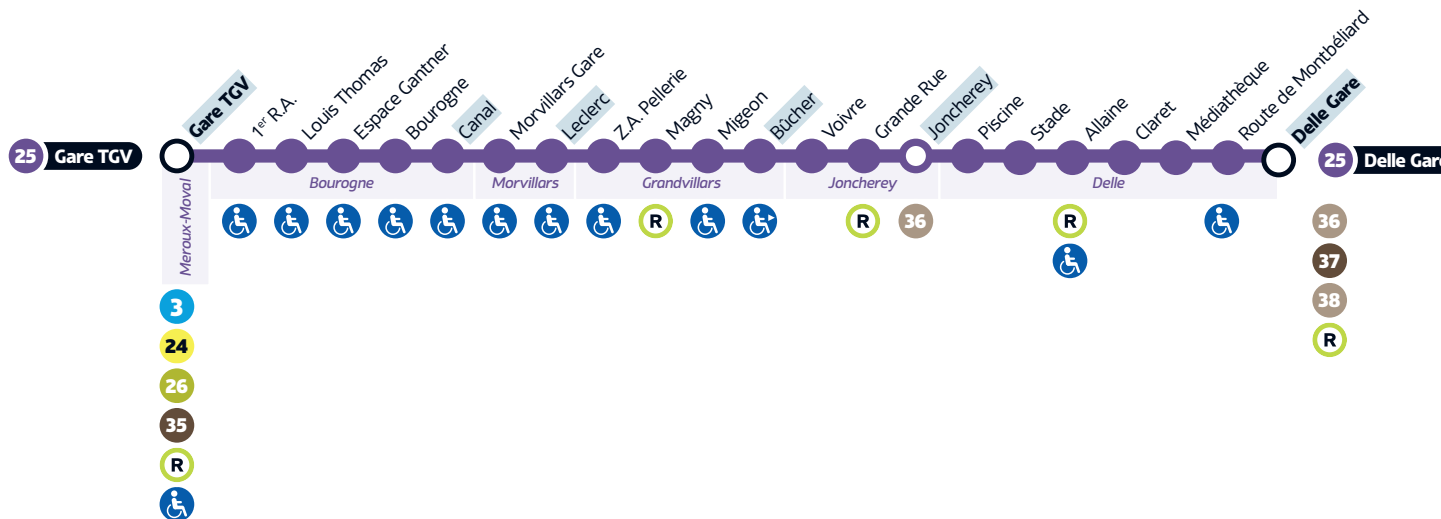 25 Gare TGV
Gare TGV
1er R.A.
Louis Thomas
Espace Gantner
Bourogne
Canal
Morvillars Gare
Leclerc
Z.A. Pellerie
Magny
Migeon
Bûcher
Voivre
Grande Rue
Joncherey
Piscine
Stade
Allaine
Claret
Médiathèque
Route de Montbéliard
Delle Gare
25 Delle Gare
Meroux-Moval
Bourogne
Morvillars
Grandvillars
Joncherey
Delle
R
R
36
R
3
24
26
35
R
36
37
38
R